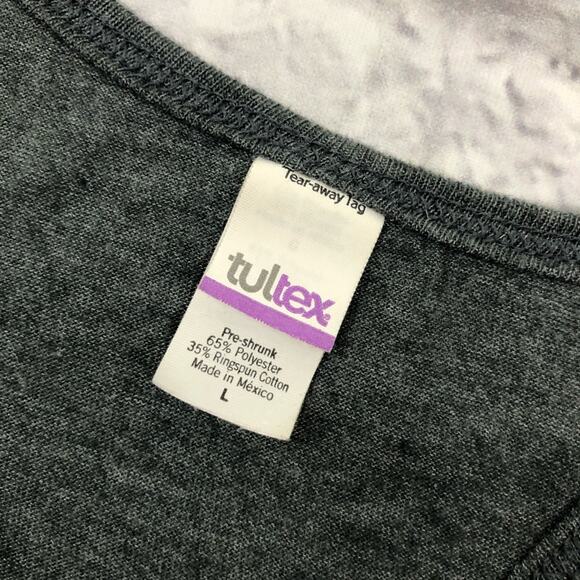 Tear-away Tag
tultex
Pre-shrunk
65% Polyester
35% Ringspun Cotton
Made in México
L